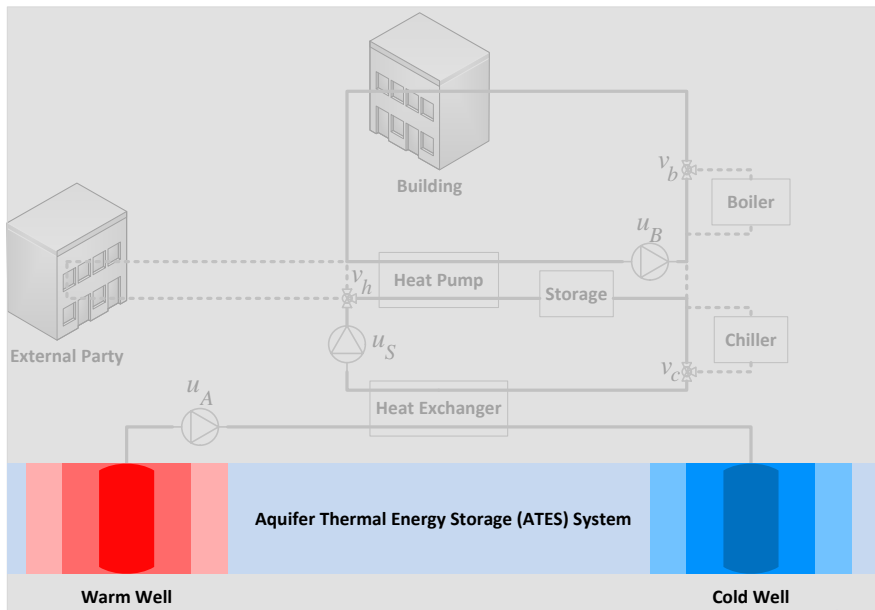 Building
v_b
Boiler
u_B
v_h
Heat Pump
Storage
External Party
u_S
Chiller
v_c
u_A
Heat Exchanger
Aquifer Thermal Energy Storage (ATES) System
Warm Well
Cold Well